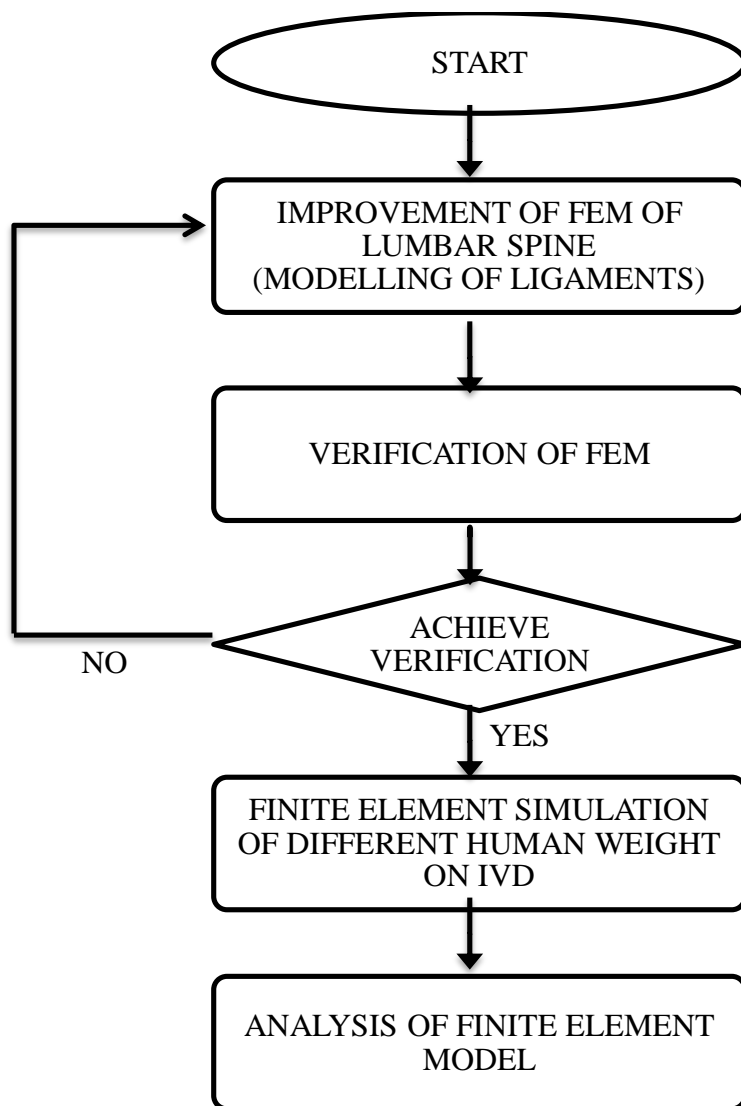 START
IMPROVEMENT OF FEM OF
LUMBAR SPINE
(MODELLING OF LIGAMENTS)
VERIFICATION OF FEM
ACHIEVE
VERIFICATION
NO
YES
FINITE ELEMENT SIMULATION
OF DIFFERENT HUMAN WEIGHT
ON IVD
ANALYSIS OF FINITE ELEMENT
MODEL